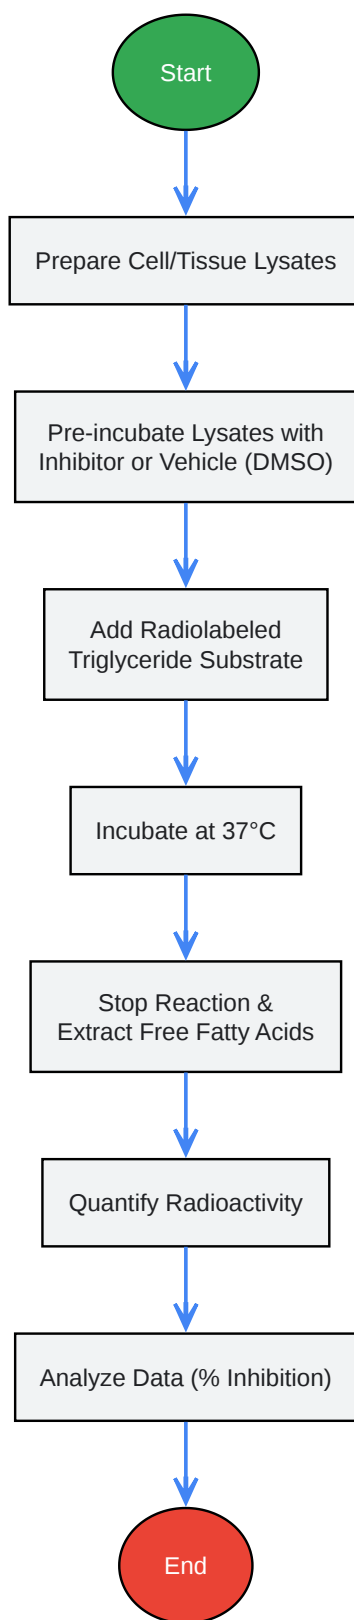 Start
Prepare Cell/Tissue Lysates
Pre-incubate Lysates with
Inhibitor or Vehicle (DMSO)
Add Radiolabeled
Triglyceride Substrate
Incubate at 37°C
Stop Reaction &
Extract Free Fatty Acids
Quantify Radioactivity
Analyze Data (% Inhibition)
End